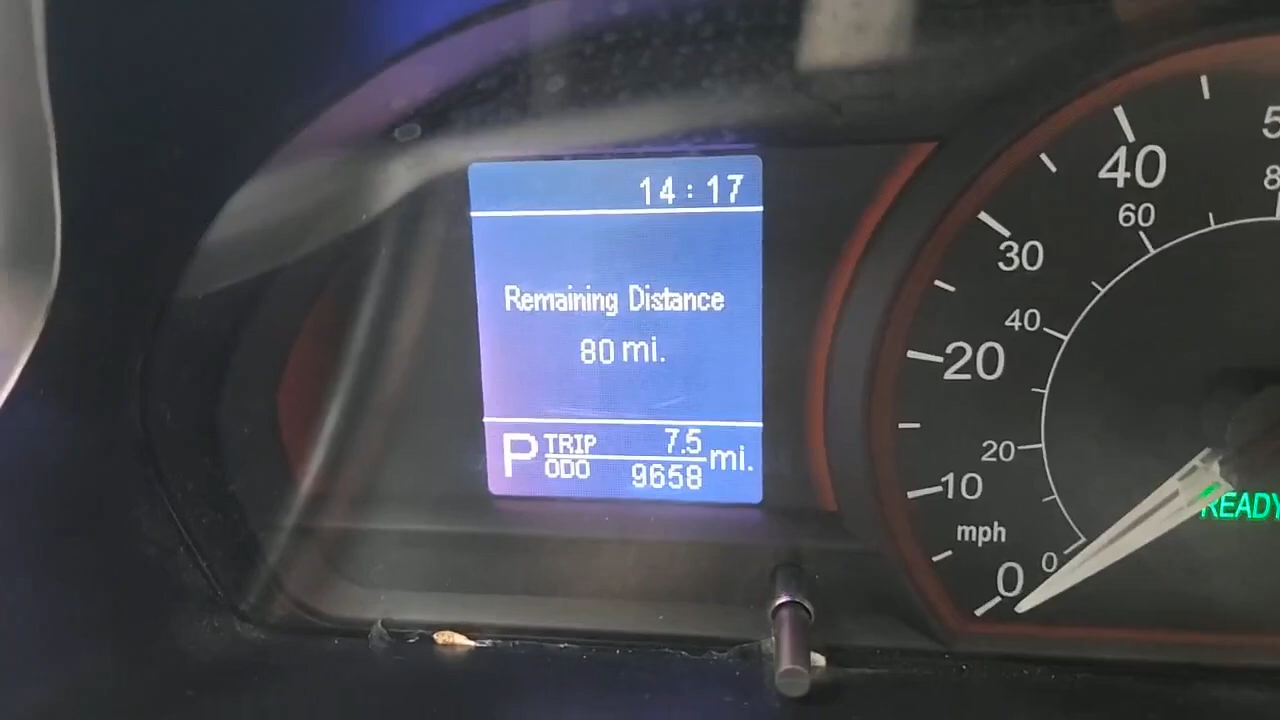 14:17
Remaining Distance
80 mi.
P TRIP 7.5 mi.
ODO 9658
40
60
30
40
20
20
10
mph
0
0
READY